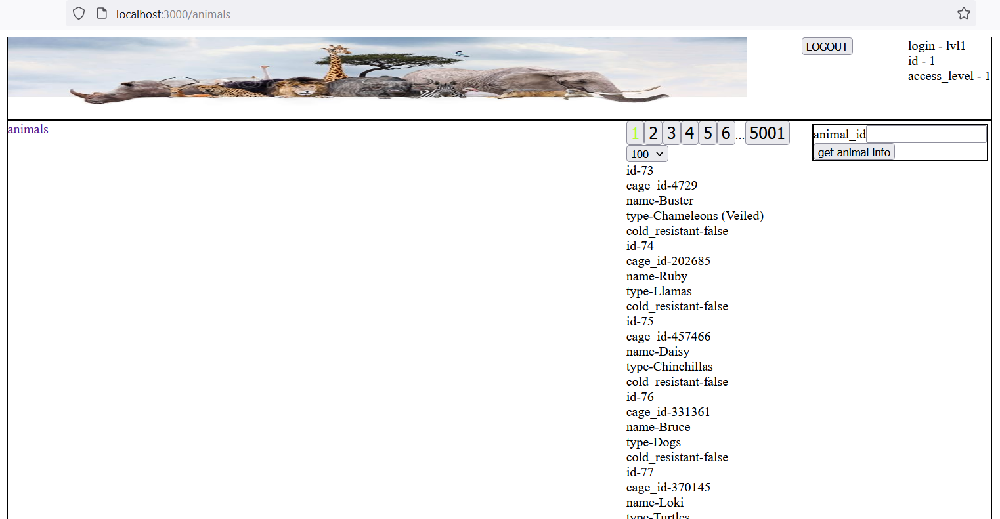 localhost:3000/animals
LOGOUT
login - lvl1
id - 1
access_level - 1
animals
1 2 3 4 5 6 ... 5001
100
id-73
cage_id-4729
name-Buster
type-Chameleons (Veiled)
cold_resistant-false
id-74
cage_id-202685
name-Ruby
type-Llamas
cold_resistant-false
id-75
cage_id-457466
name-Daisy
type-Chinchillas
cold_resistant-false
id-76
cage_id-331361
name-Bruce
type-Dogs
cold_resistant-false
id-77
cage_id-370145
name-Loki
type-Turtles
animal_id
get animal info